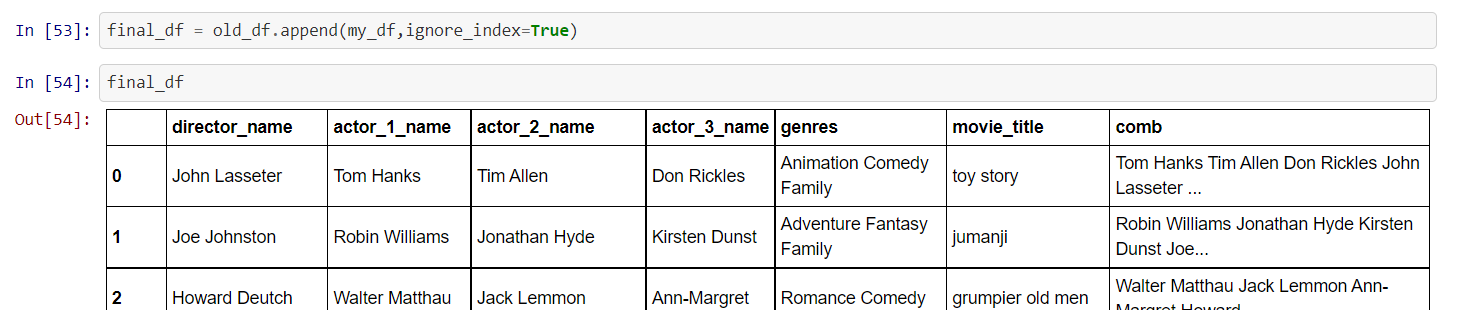 In [53]: final_df = old_df.append(my_df,ignore_index=True)
In [54]: final_df
Out[54]:
director_name actor_1_name actor_2_name actor_3_name genres movie_title comb
0 John Lasseter Tom Hanks Tim Allen Don Rickles Animation Comedy Family toy story Tom Hanks Tim Allen Don Rickles John Lasseter ...
1 Joe Johnston Robin Williams Jonathan Hyde Kirsten Dunst Adventure Fantasy Family jumanji Robin Williams Jonathan Hyde Kirsten Dunst Joe...
2 Howard Deutch Walter Matthau Jack Lemmon Ann-Margret Romance Comedy grumpier old men Walter Matthau Jack Lemmon Ann-Margret Howard